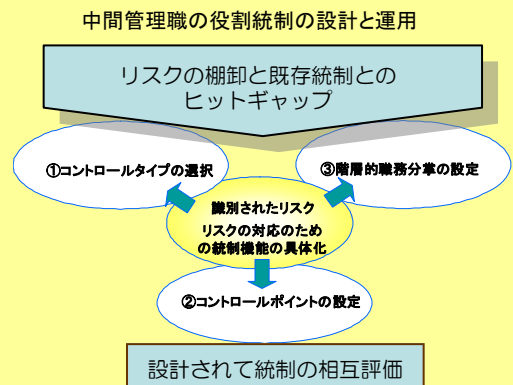 中間管理職の役割統制の設計と運用
リスクの棚卸と既存統制との
ヒットギャップ
①コントロールタイプの選択
③階層的職務分掌の設定
識別されたリスク
リスクの対応のため
の統制機能の具体化
②コントロールポイントの設定
設計されて統制の相互評価